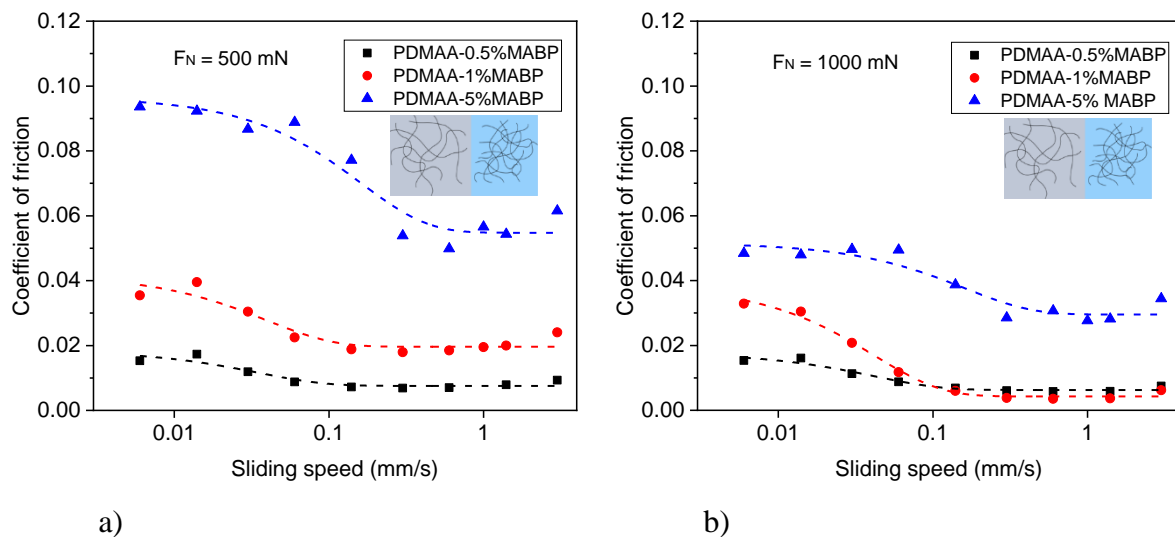 0.12
0.10
0.08
0.06
0.04
0.02
0.00
Coefficient of friction
FN = 500 mN
PDMAA-0.5%MABP
PDMAA-1%MABP
PDMAA-5%MABP
0.01 0.1 1
Sliding speed (mm/s)
a)
0.12
0.10
0.08
0.06
0.04
0.02
0.00
Coefficient of friction
FN = 1000 mN
PDMAA-0.5%MABP
PDMAA-1%MABP
PDMAA-5% MABP
0.01 0.1 1
Sliding speed (mm/s)
b)